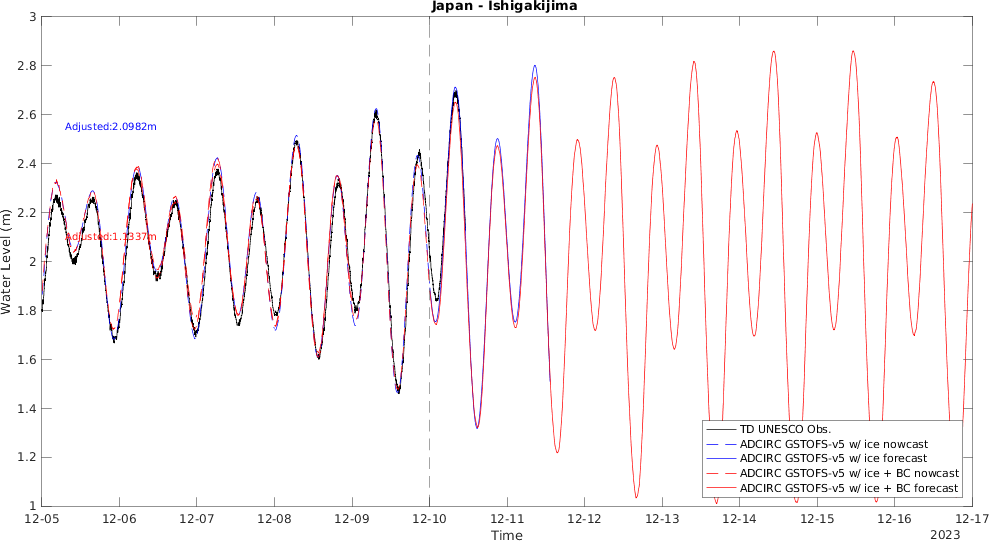 Japan - Ishigakijima
3
2.8
2.6
2.4
2.2
2
1.8
1.6
1.4
1.2
1
Water Level (m)
Adjusted:2.0982m
Adjusted:1.1337m
TD UNESCO Obs.
ADCIRC GSTOFS-v5 w/ ice nowcast
ADCIRC GSTOFS-v5 w/ ice forecast
ADCIRC GSTOFS-v5 w/ ice + BC nowcast
ADCIRC GSTOFS-v5 w/ ice + BC forecast
12-05 12-06 12-07 12-08 12-09 12-10 12-11 12-12 12-13 12-14 12-15 12-16 12-17
Time
2023